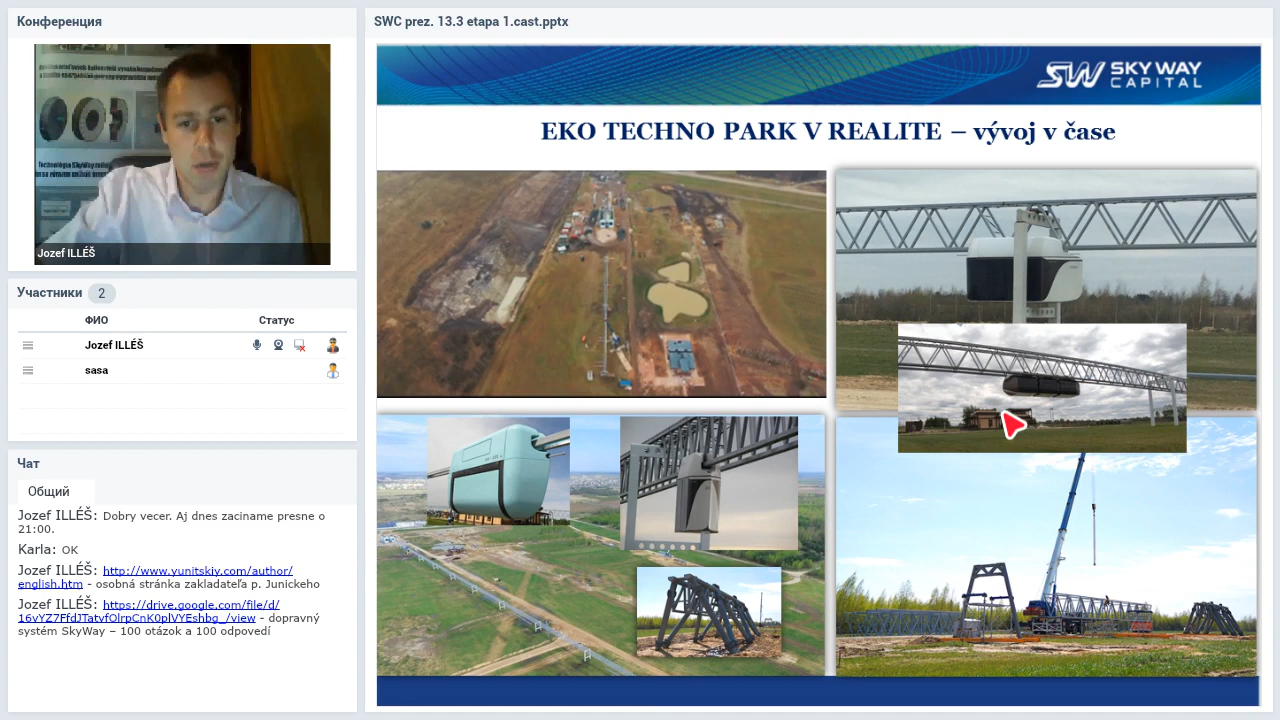 Конференция
Jozef ILLÉŠ
Участники 2
ФИО Статус
Jozef ILLÉŠ
sasa
Чат
Общий
Jozef ILLÉŠ: Dobry vecer. Aj dnes zaciname presne o
21:00.
Karla: OK
Jozef ILLÉŠ: http://www.yunitskiy.com/author/
english.htm - osobná stránka zakladateľa p. Junickeho
Jozef ILLÉŠ: https://drive.google.com/file/d/
16vYZ7FfdJTatvfOlrpCnK0plVYEshbg_/view - dopravný
systém SkyWay – 100 otázok a 100 odpovedí
SWC prez. 13.3 etapa 1.cast.pptx
SW SKY WAY
CAPITAL
EKO TECHNO PARK V REALITE – vývoj v čase